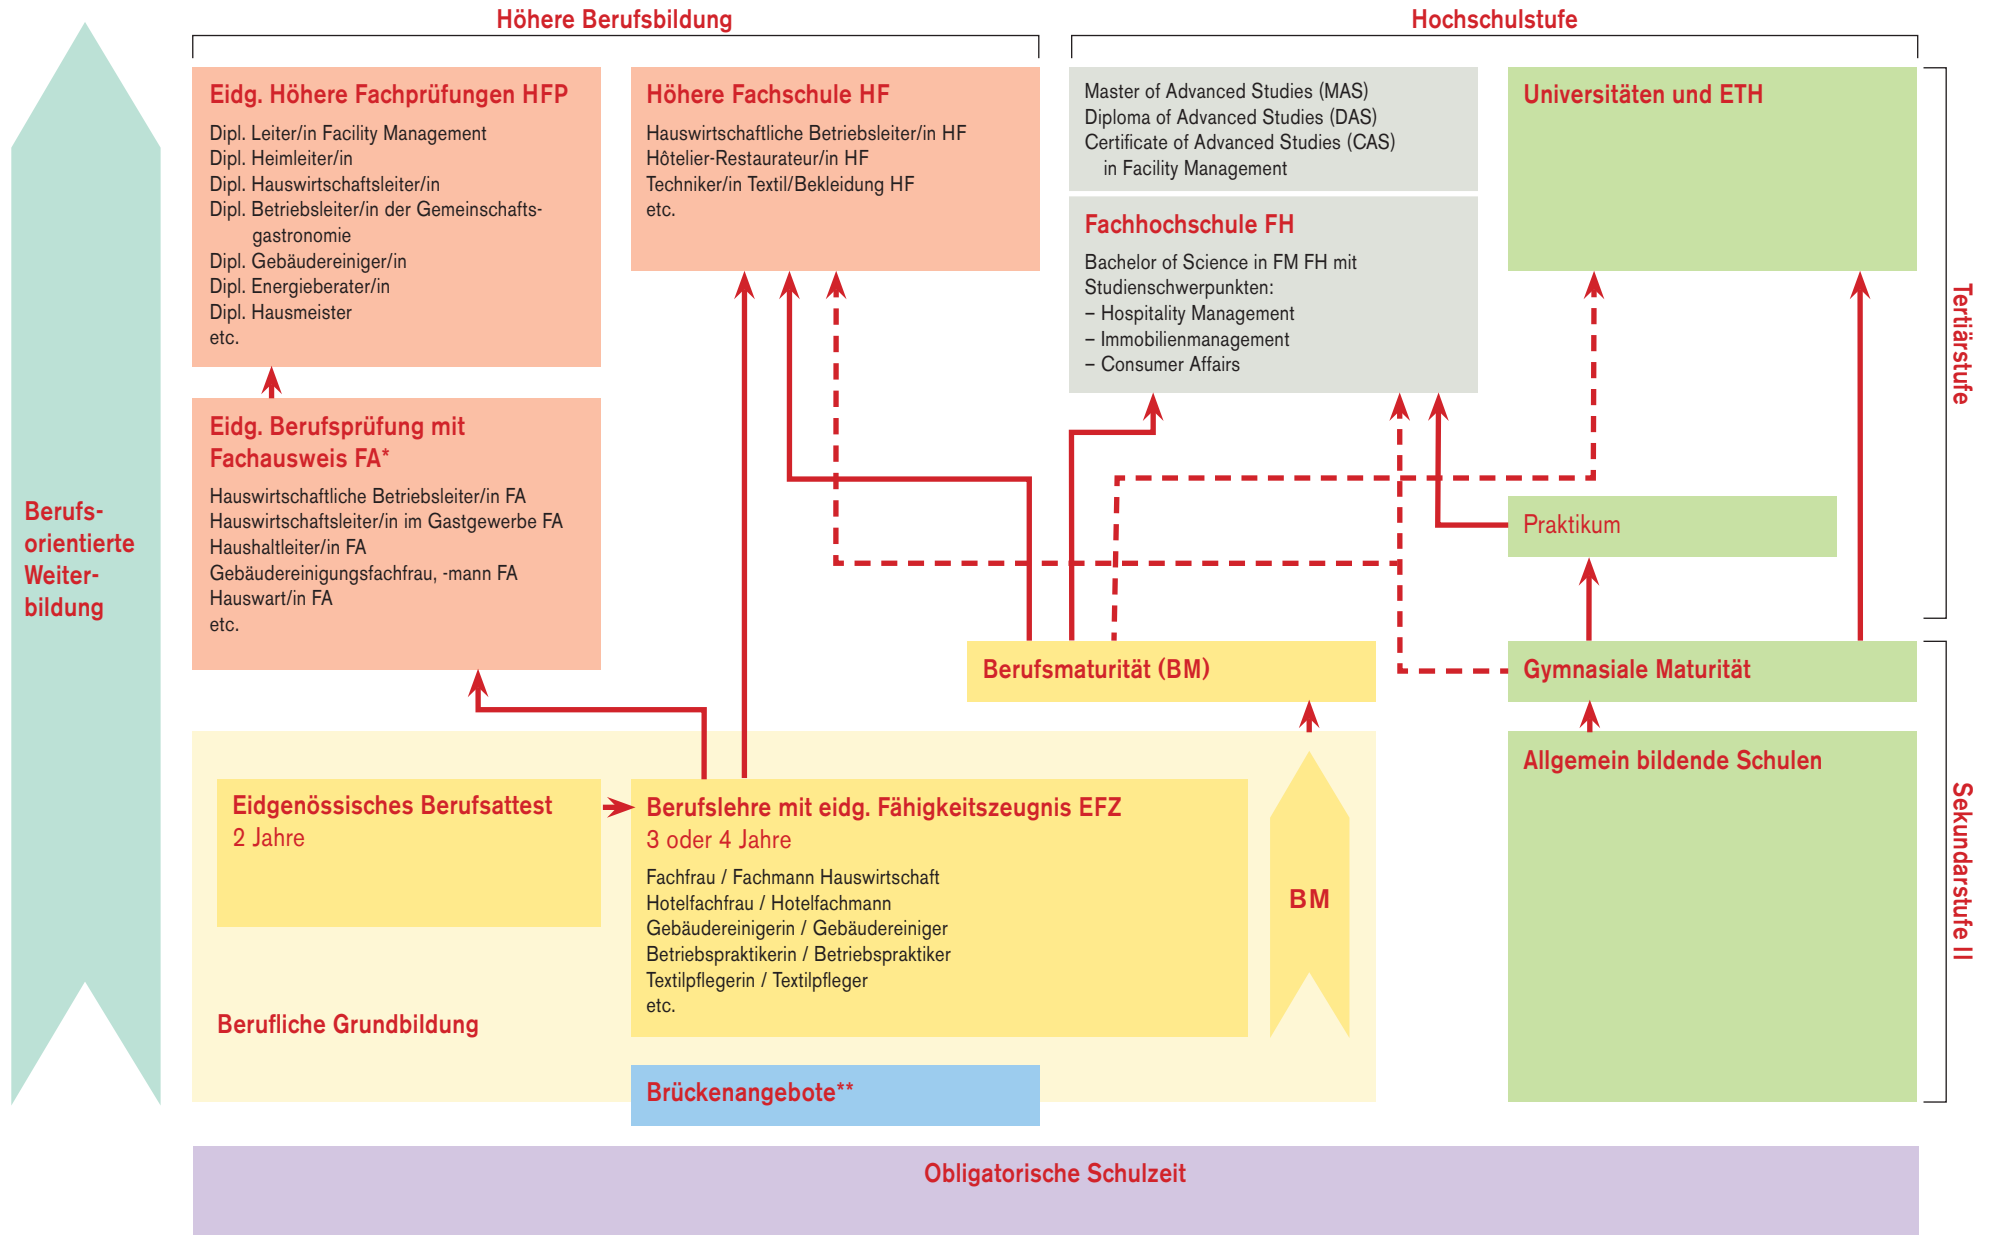 Höhere Berufsbildung
Hochschulstufe
Berufs-
orientierte
Weiter-
bildung
Eidg. Höhere Fachprüfungen HFP
Dipl. Leiter/in Facility Management
Dipl. Heimleiter/in
Dipl. Hauswirtschaftsleiter/in
Dipl. Betriebsleiter/in der Gemeinschafts-
gastronomie
Dipl. Gebäudereiniger/in
Dipl. Energieberater/in
Dipl. Hausmeister
etc.
Höhere Fachschule HF
Hauswirtschaftliche Betriebsleiter/in HF
Hôtelier-Restaurateur/in HF
Techniker/in Textil/Bekleidung HF
etc.
Master of Advanced Studies (MAS)
Diploma of Advanced Studies (DAS)
Certificate of Advanced Studies (CAS)
in Facility Management
Fachhochschule FH
Bachelor of Science in FM FH mit
Studienschwerpunkten:
– Hospitality Management
– Immobilienmanagement
– Consumer Affairs
Universitäten und ETH
Tertiärstufe
Eidg. Berufsprüfung mit
Fachausweis FA*
Hauswirtschaftliche Betriebsleiter/in FA
Hauswirtschaftsleiter/in im Gastgewerbe FA
Haushaltleiter/in FA
Gebäudereinigungsfachfrau, -mann FA
Hauswart/in FA
etc.
Praktikum
Berufsmaturität (BM)
Gymnasiale Maturität
Eidgenössisches Berufsattest
2 Jahre
Berufslehre mit eidg. Fähigkeitszeugnis EFZ
3 oder 4 Jahre
Fachfrau / Fachmann Hauswirtschaft
Hotelfachfrau / Hotelfachmann
Gebäudereinigerin / Gebäudereiniger
Betriebspraktikerin / Betriebspraktiker
Textilpflegerin / Textilpfleger
etc.
BM
Allgemein bildende Schulen
Sekundarstufe II
Berufliche Grundbildung
Brückenangebote**
Obligatorische Schulzeit